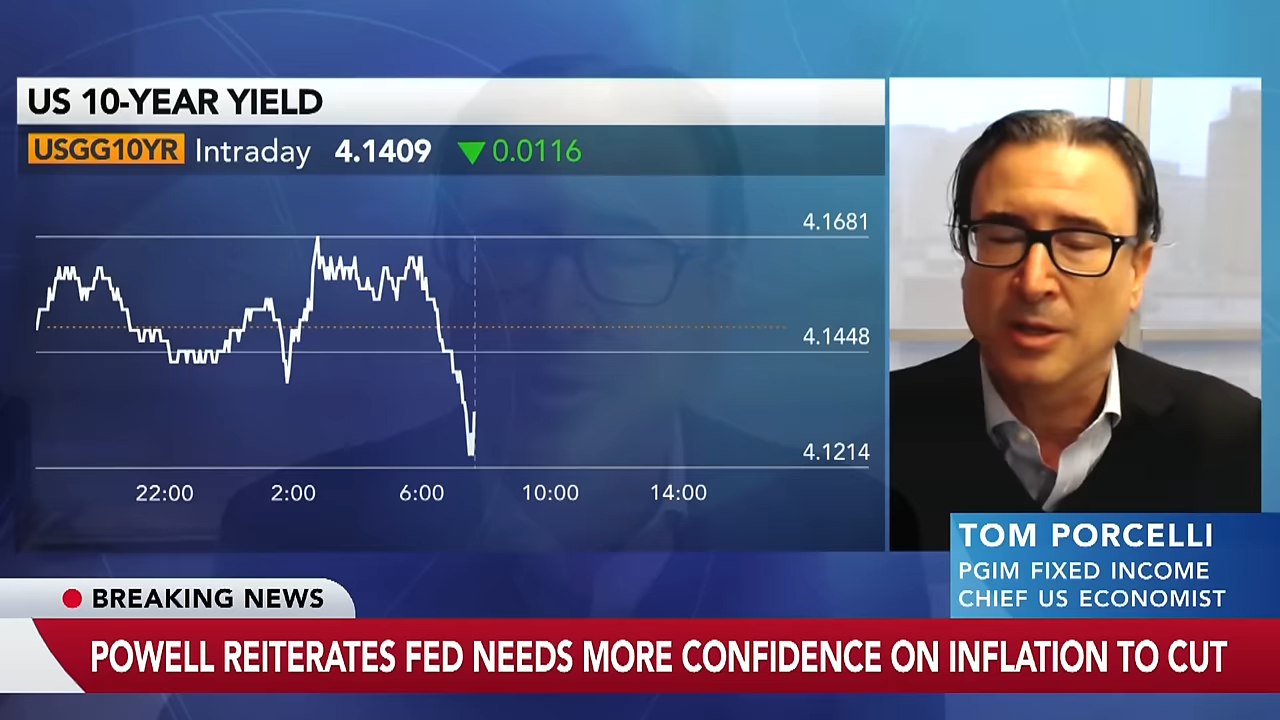 US 10-YEAR YIELD
USGG10YR Intraday 4.1409 ▼0.0116
4.1681
4.1448
4.1214
22:00 2:00 6:00 10:00 14:00
TOM PORCELLI
PGIM FIXED INCOME
CHIEF US ECONOMIST
BREAKING NEWS
POWELL REITERATES FED NEEDS MORE CONFIDENCE ON INFLATION TO CUT